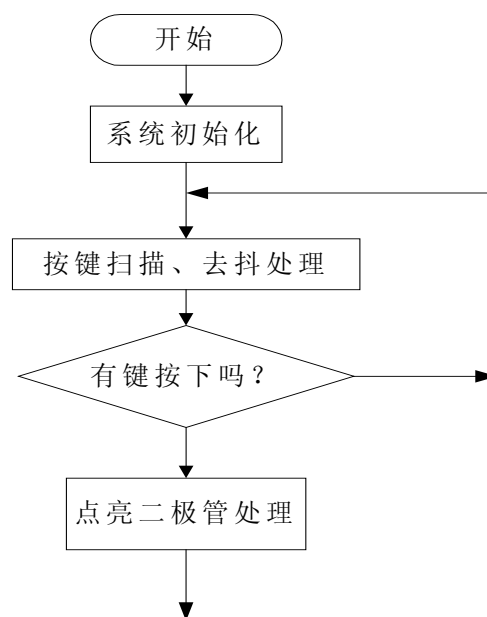 开始
系统初始化
按键扫描、去抖处理
有键按下吗？
点亮二极管处理